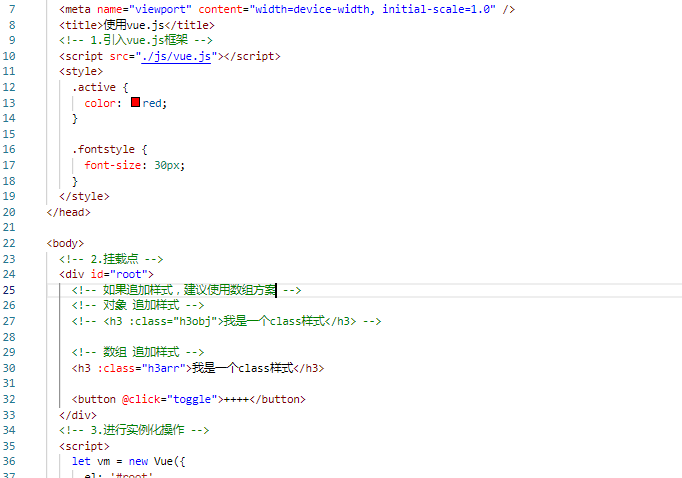 7 <meta name="viewport" content="width=device-width, initial-scale=1.0" />
8 <title>使用vue.js</title>
9 <!-- 1.引入vue.js框架 -->
10 <script src="./js/vue.js"></script>
11 <style>
12 .active {
13 color: red;
14 }
15
16 .fontstyle {
17 font-size: 30px;
18 }
19 </style>
20 </head>
21
22 <body>
23 <!-- 2.挂载点 -->
24 <div id="root">
25 <!-- 如果追加样式，建议使用数组方案 -->
26 <!-- 对象 追加样式 -->
27 <!-- <h3 :class="h3obj">我是一个class样式</h3> -->
28
29 <!-- 数组 追加样式 -->
30 <h3 :class="h3arr">我是一个class样式</h3>
31
32 <button @click="toggle">++++</button>
33 </div>
34 <!-- 3.进行实例化操作 -->
35 <script>
36 let vm = new Vue({
37 el: '#root'